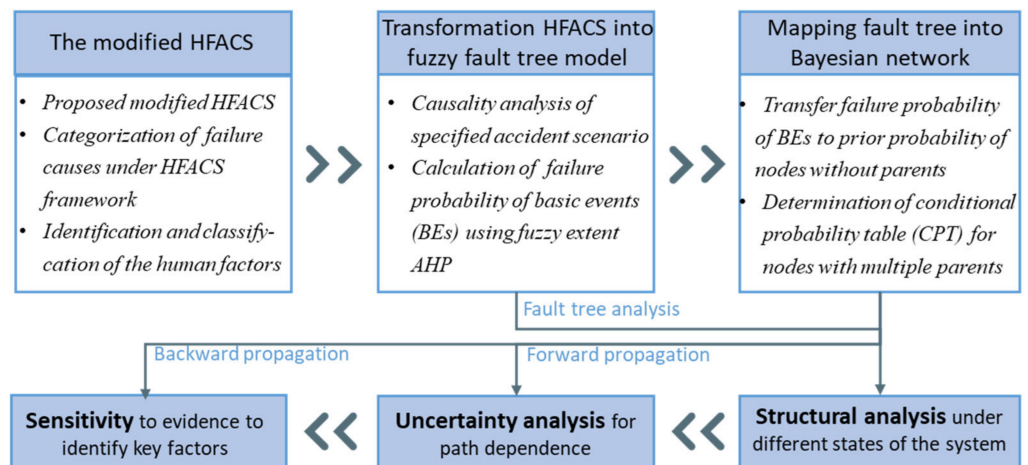 The modified HFACS
• Proposed modified HFACS
• Categorization of failure
causes under HFACS
framework
• Identification and classify-
cation of the human factors
Transformation HFACS into
fuzzy fault tree model
• Causality analysis of
specified accident scenario
• Calculation of failure
probability of basic events
(BEs) using fuzzy extent
AHP
Mapping fault tree into
Bayesian network
• Transfer failure probability
of BEs to prior probability of
nodes without parents
• Determination of conditional
probability table (CPT) for
nodes with multiple parents
Fault tree analysis
Backward propagation
Forward propagation
Sensitivity to evidence to
identify key factors
Uncertainty analysis for
path dependence
Structural analysis under
different states of the system